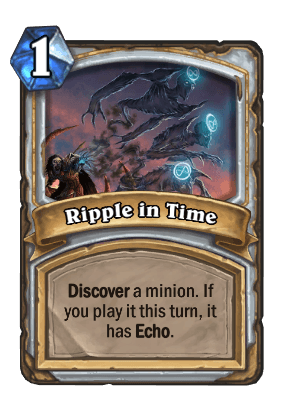 1
Ripple in Time
Discover a minion. If
you play it this turn, it
has Echo.